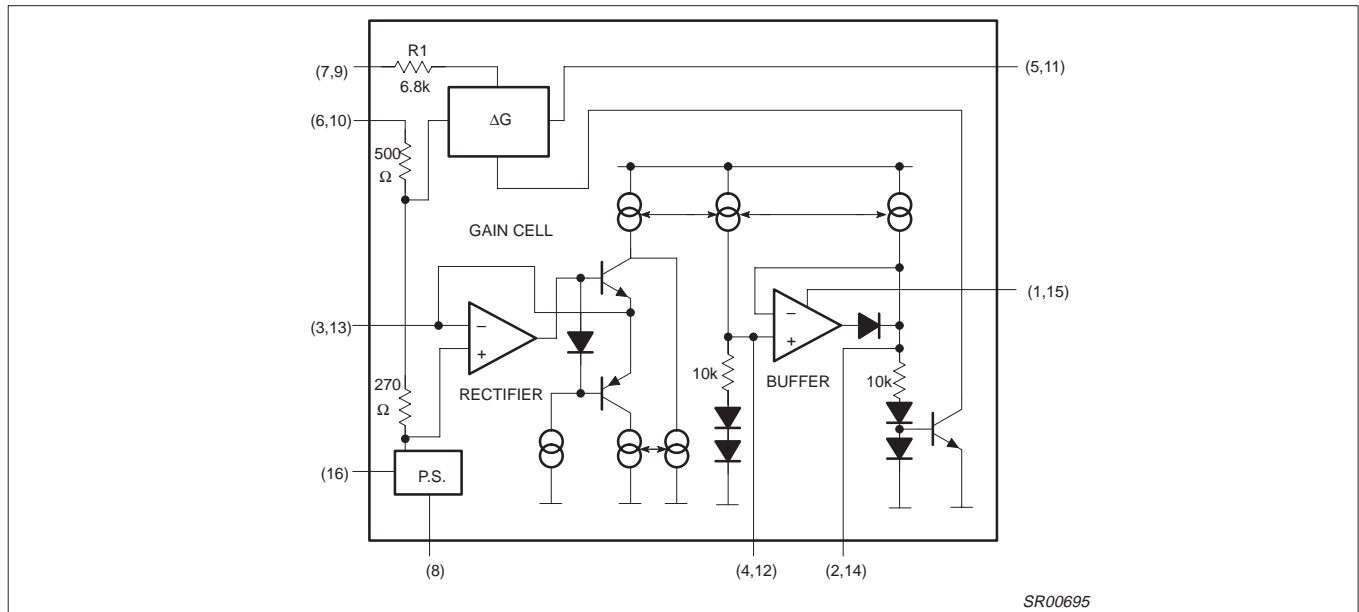 R1
(7,9)
6.8k
(5,11)
(6,10)
ΔG
500
Ω
GAIN CELL
(1,15)
(3,13)
−
+
−
+
270
Ω
RECTIFIER
10k
BUFFER
10k
(16)
P.S.
(8)
(4,12)
(2,14)
SR00695